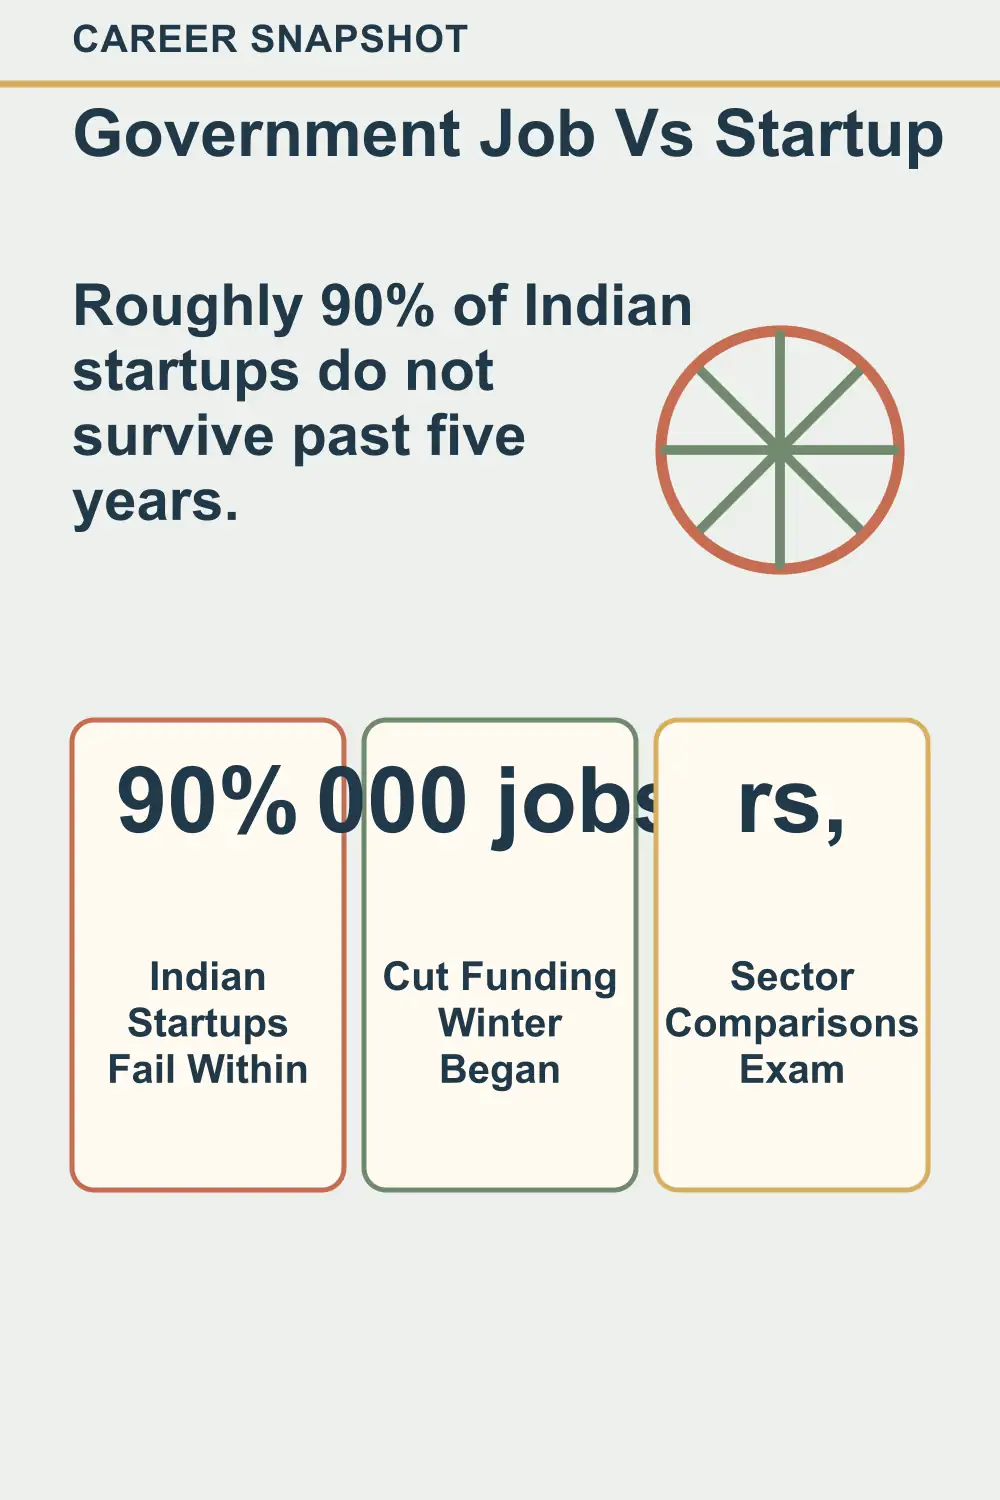 CAREER SNAPSHOT
Government Job Vs Startup
Roughly 90% of Indian
startups do not
survive past five
years.
90%
000 jobs
rs,
Indian
Startups
Fail Within
Cut Funding
Winter
Began
Sector
Comparisons
Exam